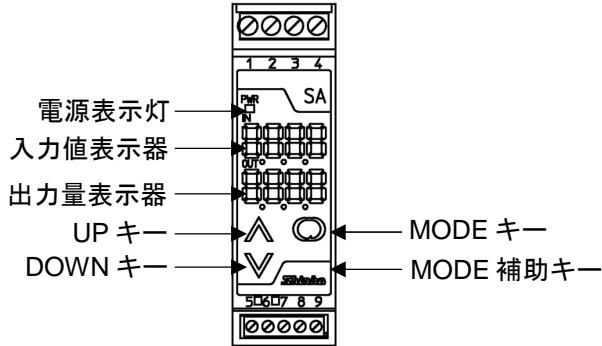 1 2 3 4
PWR
SA
電源表示灯
IN
入力値表示器
OUT
出力量表示器
UP キー
MODE キー
DOWN キー
MODE 補助キー
Shinko
5 6 7 8 9